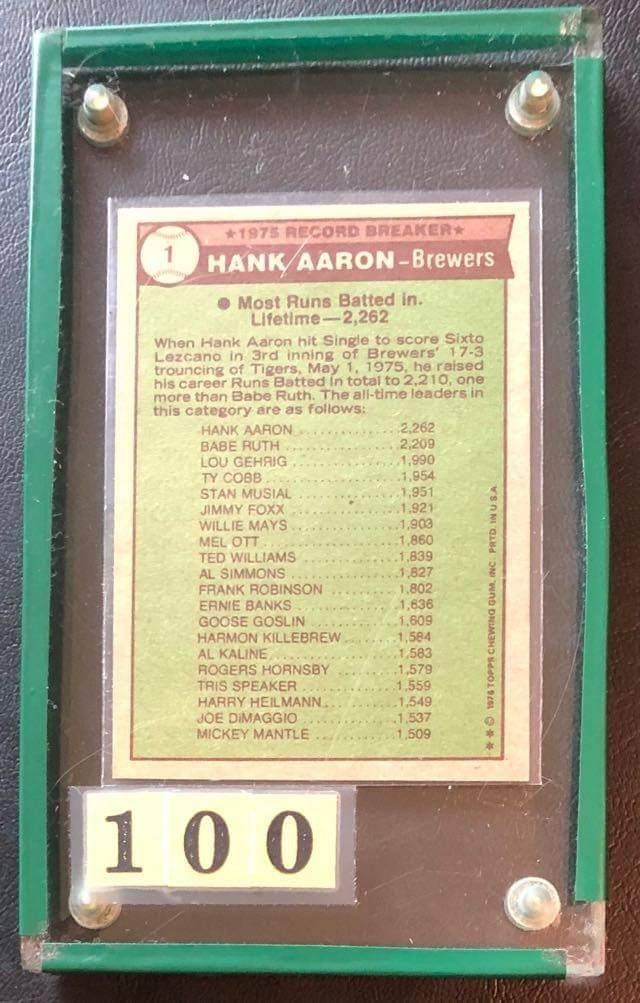 ★1975 RECORD BREAKER★
1 HANK AARON-Brewers
● Most Runs Batted in.
Lifetime—2,262
When Hank Aaron hit Single to score Sixto
Lezcano in 3rd inning of Brewers' 17-3
trouncing of Tigers, May 1, 1975, he raised
his career Runs Batted In total to 2,210, one
more than Babe Ruth. The all-time leaders in
this category are as follows:
HANK AARON ..............2,262
BABE RUTH ..............2,209
LOU GEHRIG ..............1,990
TY COBB ..............1,954
STAN MUSIAL ..............1,951
JIMMY FOXX ..............1,921
WILLIE MAYS ..............1,903
MEL OTT ..............1,860
TED WILLIAMS ..............1,839
AL SIMMONS ..............1,827
FRANK ROBINSON ..........1,802
ERNIE BANKS ..............1,636
GOOSE GOSLIN ............1,609
HARMON KILLEBREW .......1,584
AL KALINE ..............1,583
ROGERS HORNSBY .........1,579
TRIS SPEAKER ............1,559
HARRY HEILMANN ..........1,549
JOE DiMAGGIO ............1,537
MICKEY MANTLE ...........1,509
★★© 1976 TOPPS CHEWING GUM, INC. PRTD. IN U.S.A.
100